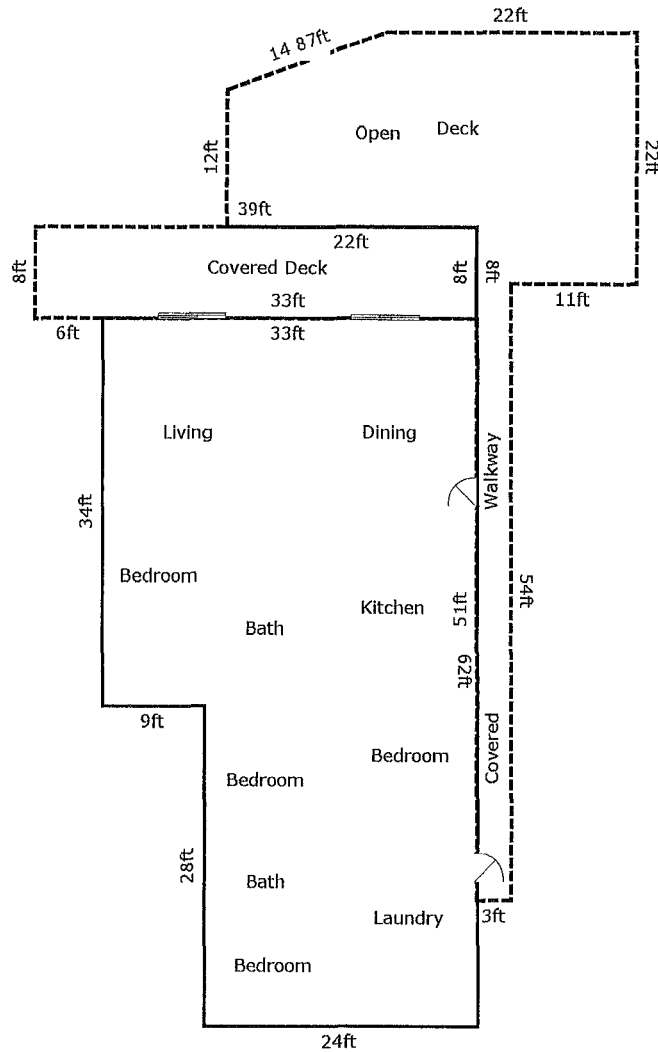 22ft
14 87ft
Open Deck
12ft
22ft
39ft
22ft
8ft
Covered Deck
8ft
8ft
33ft
11ft
6ft
33ft
Living
Dining
Walkway
34ft
Bedroom
Kitchen
51ft
54ft
Bath
62ft
9ft
Covered
Bedroom
Bedroom
28ft
Bath
Laundry
3ft
Bedroom
24ft